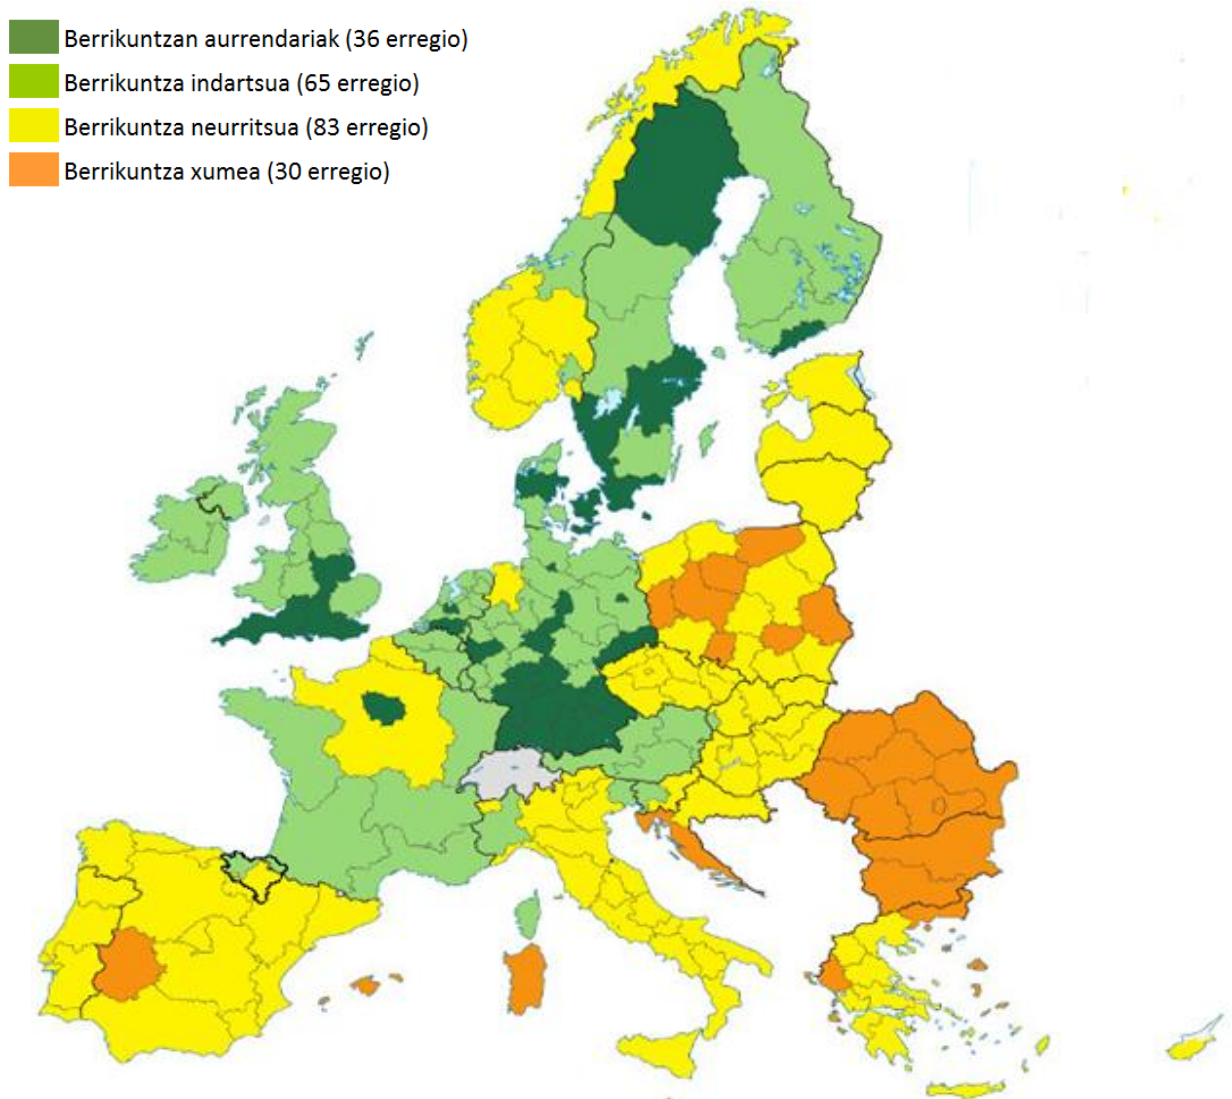 Berrikuntzan aurrendariak (36 erregio)
Berrikuntza indartsua (65 erregio)
Berrikuntza neurritsua (83 erregio)
Berrikuntza xumea (30 erregio)